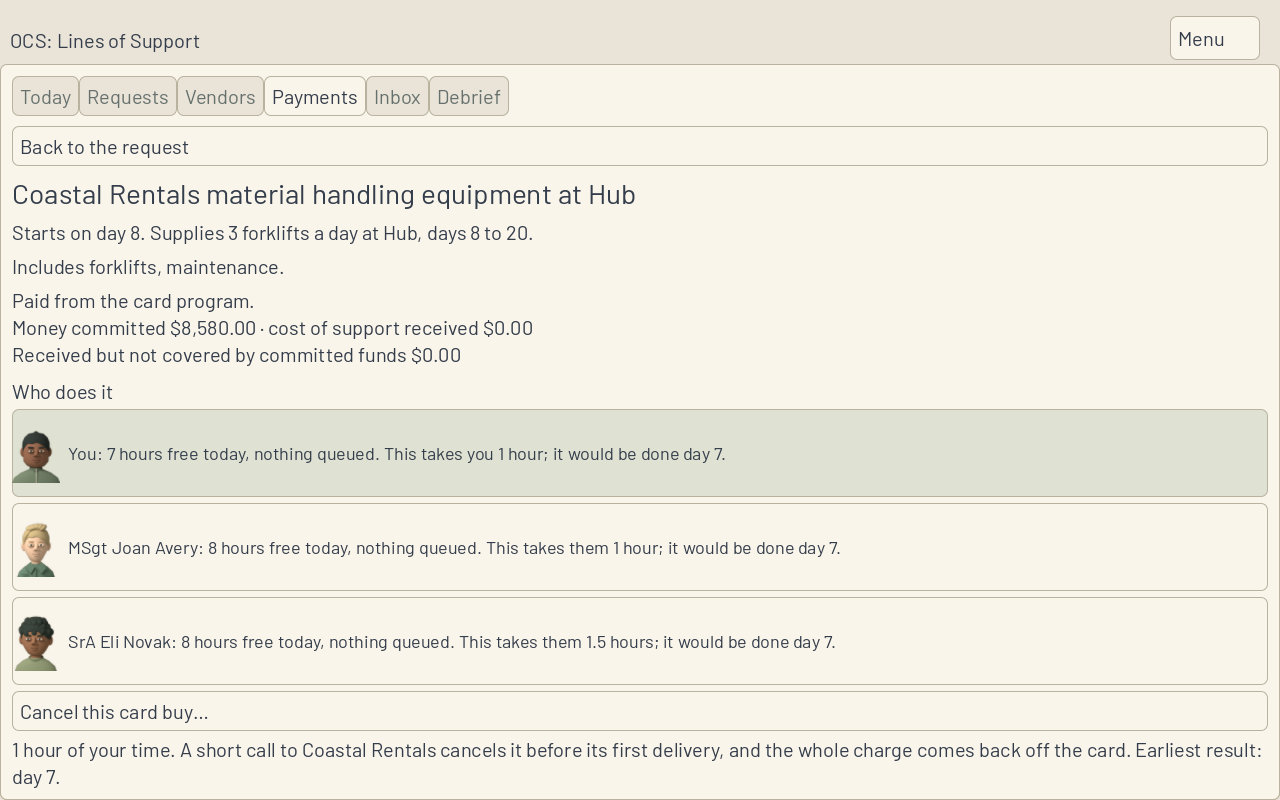 OCS: Lines of Support
Menu
Today
Requests
Vendors
Payments
Inbox
Debrief
Back to the request
Coastal Rentals material handling equipment at Hub
Starts on day 8. Supplies 3 forklifts a day at Hub, days 8 to 20.
Includes forklifts, maintenance.
Paid from the card program.
Money committed $8,580.00 · cost of support received $0.00
Received but not covered by committed funds $0.00
Who does it
You: 7 hours free today, nothing queued. This takes you 1 hour; it would be done day 7.
MSgt Joan Avery: 8 hours free today, nothing queued. This takes them 1 hour; it would be done day 7.
SrA Eli Novak: 8 hours free today, nothing queued. This takes them 1.5 hours; it would be done day 7.
Cancel this card buy...
1 hour of your time. A short call to Coastal Rentals cancels it before its first delivery, and the whole charge comes back off the card. Earliest result:
day 7.